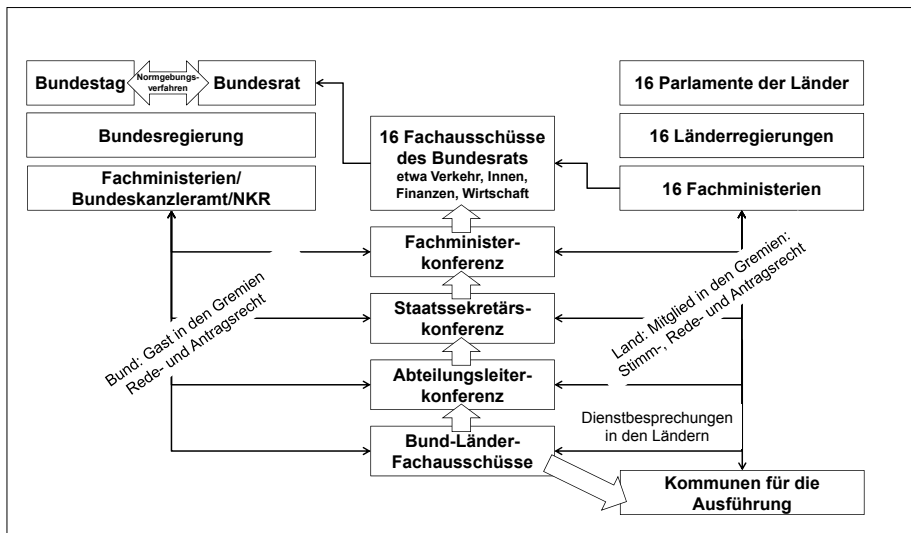 Bundestag
Normgebungs-
verfahren
Bundesrat
Bundesregierung
Fachministerien/
Bundeskanzleramt/NKR
16 Fachausschüsse
des Bundesrats
etwa Verkehr, Innen,
Finanzen, Wirtschaft
16 Parlamente der Länder
16 Länderregierungen
16 Fachministerien
Fachminister-
konferenz
Staatssekretärs-
konferenz
Abteilungsleiter-
konferenz
Bund-Länder-
Fachausschüsse
Bund: Gast in den Gremien
Rede- und Antragsrecht
Land: Mitglied in den Gremien:
Stimm-, Rede- und Antragsrecht
Dienstbesprechungen
in den Ländern
Kommunen für die
Ausführung